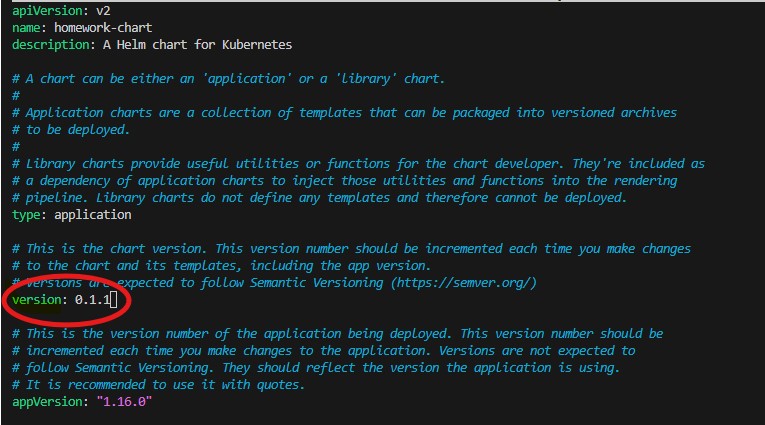 apiVersion: v2
name: homework-chart
description: A Helm chart for Kubernetes
# A chart can be either an 'application' or a 'library' chart.
#
# Application charts are a collection of templates that can be packaged into versioned archives
# to be deployed.
#
# Library charts provide useful utilities or functions for the chart developer. They're included as
# a dependency of application charts to inject those utilities and functions into the rendering
# pipeline. Library charts do not define any templates and therefore cannot be deployed.
type: application
# This is the chart version. This version number should be incremented each time you make changes
# to the chart and its templates, including the app version.
# Versions are expected to follow Semantic Versioning (https://semver.org/)
version: 0.1.1
# This is the version number of the application being deployed. This version number should be
# incremented each time you make changes to the application. Versions are not expected to
# follow Semantic Versioning. They should reflect the version the application is using.
# It is recommended to use it with quotes.
appVersion: "1.16.0"